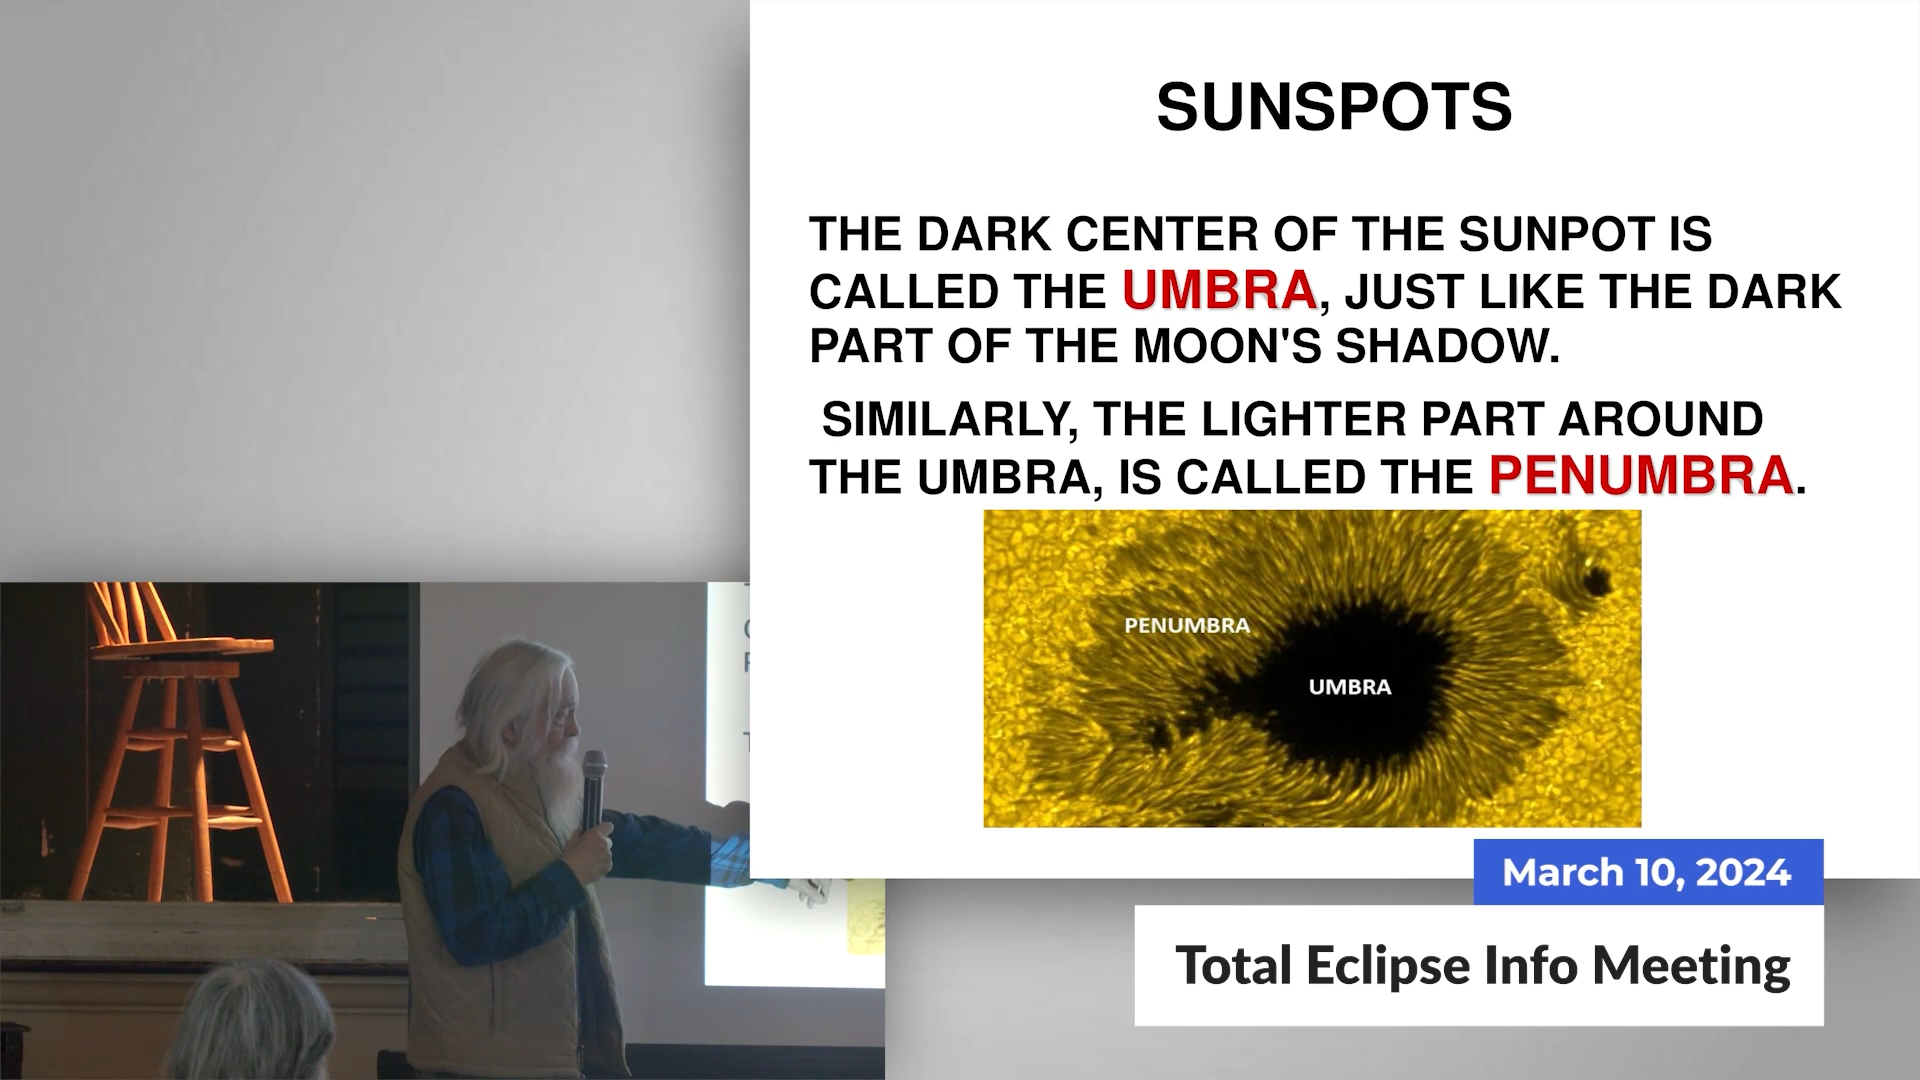 SUNSPOTS
THE DARK CENTER OF THE SUNPOT IS
CALLED THE UMBRA, JUST LIKE THE DARK
PART OF THE MOON'S SHADOW.
SIMILARLY, THE LIGHTER PART AROUND
THE UMBRA, IS CALLED THE PENUMBRA.
PENUMBRA
UMBRA
March 10, 2024
Total Eclipse Info Meeting